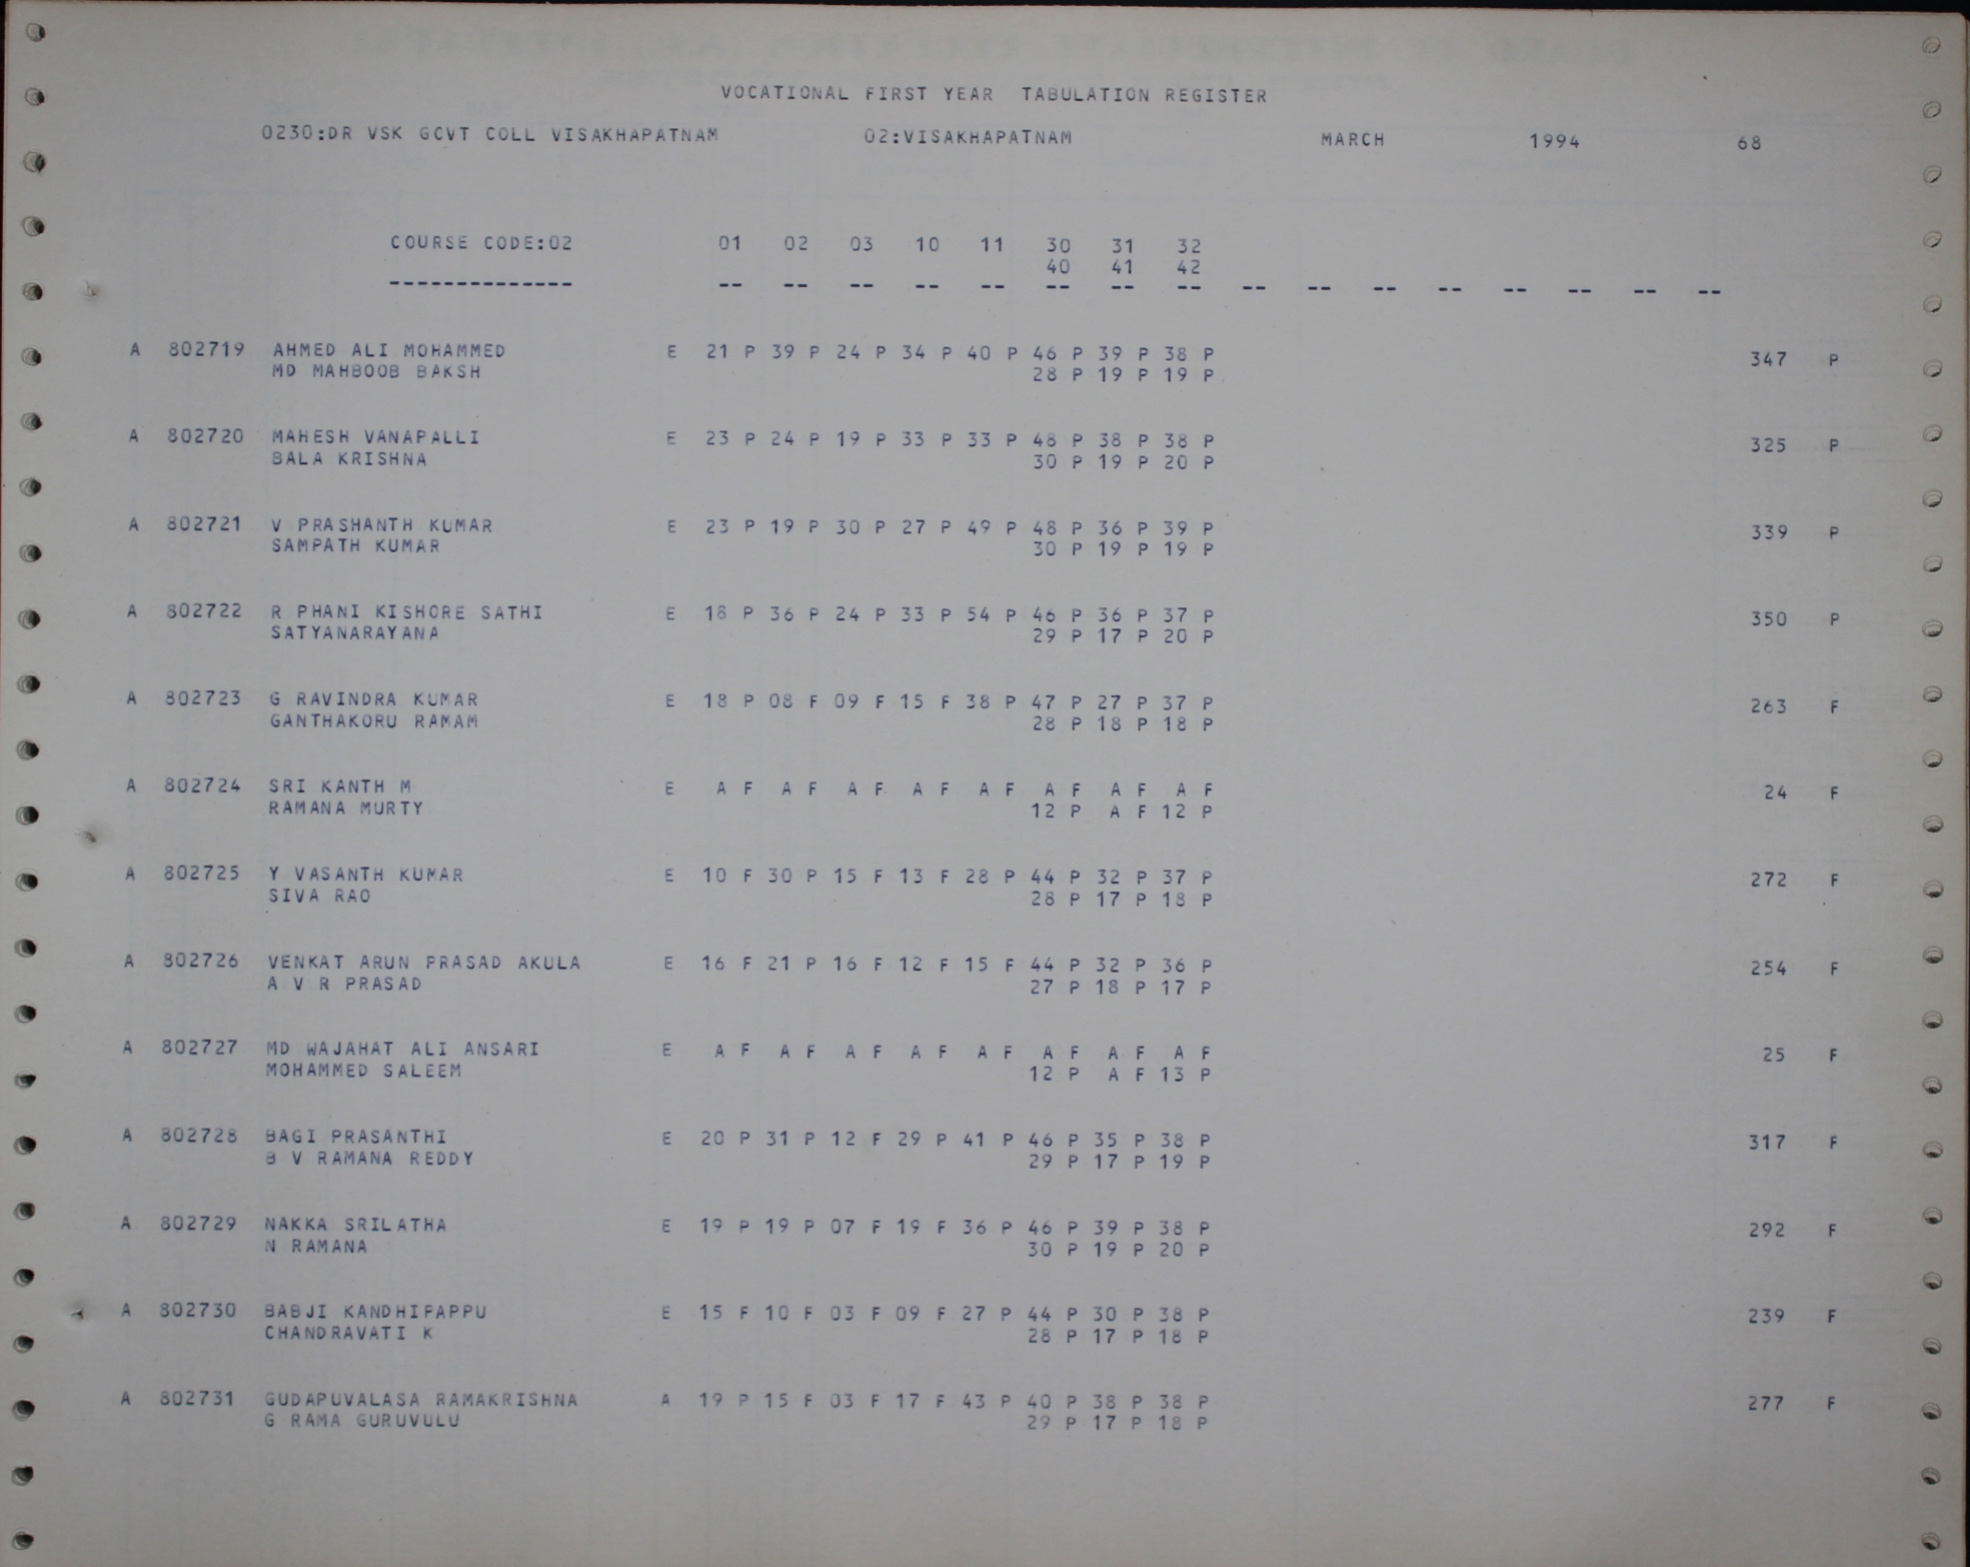 VOCATIONAL FIRST YEAR TABULATION REGISTER
0230:DR VSK GCVT COLL VISAKHAPATNAM 02:VISAKHAPATNAM MARCH 1994 68
COURSE CODE:02 01 02 03 10 11 30 31 32
40 41 42
-------------- -- -- -- -- -- -- -- -- -- -- -- -- -- -- -- --
A 802719 AHMED ALI MOHAMMED E 21 P 39 P 24 P 34 P 40 P 46 P 39 P 38 P 347 P
MD MAHBOOB BAKSH 28 P 19 P 19 P
A 802720 MAHESH VANAPALLI E 23 P 24 P 19 P 33 P 33 P 48 P 38 P 38 P 325 P
BALA KRISHNA 30 P 19 P 20 P
A 802721 V PRASHANTH KUMAR E 23 P 19 P 30 P 27 P 49 P 48 P 36 P 39 P 339 P
SAMPATH KUMAR 30 P 19 P 19 P
A 802722 R PHANI KISHORE SATHI E 18 P 36 P 24 P 33 P 54 P 46 P 36 P 37 P 350 P
SATYANARAYANA 29 P 17 P 20 P
A 802723 G RAVINDRA KUMAR E 18 P 08 F 09 F 15 F 38 P 47 P 27 P 37 P 263 F
GANTHAKORU RAMAM 28 P 18 P 18 P
A 802724 SRI KANTH M E A F A F A F A F A F A F A F A F 24 F
RAMANA MURTY 12 P A F 12 P
A 802725 Y VASANTH KUMAR E 10 F 30 P 15 F 13 F 28 P 44 P 32 P 37 P 272 F
SIVA RAO 28 P 17 P 18 P
A 802726 VENKAT ARUN PRASAD AKULA E 16 F 21 P 16 F 12 F 15 F 44 P 32 P 36 P 254 F
A V R PRASAD 27 P 18 P 17 P
A 802727 MD WAJAHAT ALI ANSARI E A F A F A F A F A F A F A F A F 25 F
MOHAMMED SALEEM 12 P A F 13 P
A 802728 BAGI PRASANTHI E 20 P 31 P 12 F 29 P 41 P 46 P 35 P 38 P 317 F
B V RAMANA REDDY 29 P 17 P 19 P
A 802729 NAKKA SRILATHA E 19 P 19 P 07 F 19 F 36 P 46 P 39 P 38 P 292 F
N RAMANA 30 P 19 P 20 P
A 802730 BABJI KANDHIPAPPU E 15 F 10 F 03 F 09 F 27 P 44 P 30 P 38 P 239 F
CHANDRAVATI K 28 P 17 P 18 P
A 802731 GUDAPUVALASA RAMAKRISHNA A 19 P 15 F 03 F 17 F 43 P 40 P 38 P 38 P 277 F
G RAMA GURUVULU 29 P 17 P 18 P